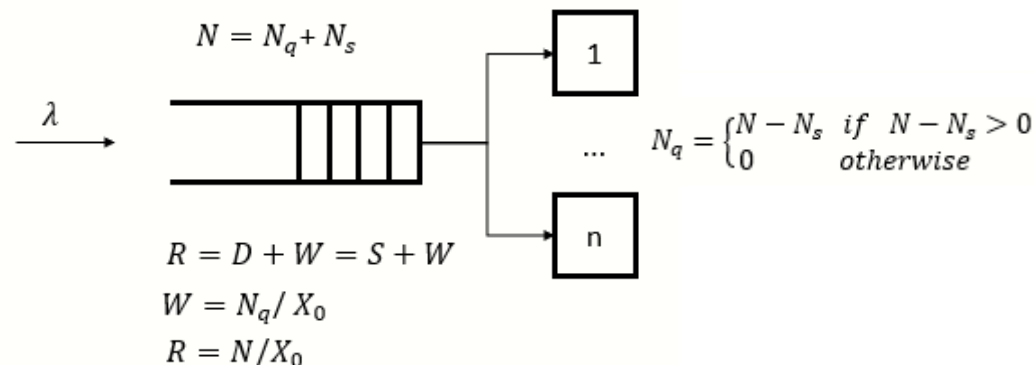 N = N_q + N_s
λ
1
...
n
N_q = {N − N_s if N − N_s > 0
0 otherwise
R = D + W = S + W
W = N_q / X_0
R = N/X_0